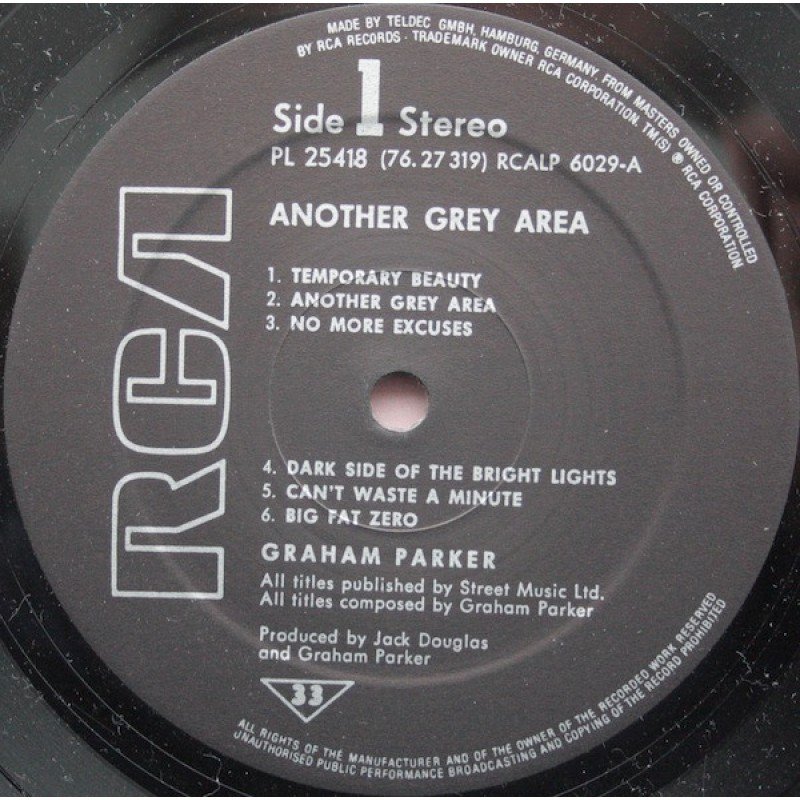 MADE BY TELDEC GMBH, HAMBURG, GERMANY, FROM MASTERS OWNED OR CONTROLLED
BY RCA RECORDS · TRADEMARK OWNER RCA CORPORATION. TM(S) ® RCA CORPORATION
Side 1 Stereo
PL 25418 (76.27 319) RCALP 6029-A
RCA
ANOTHER GREY AREA
1. TEMPORARY BEAUTY
2. ANOTHER GREY AREA
3. NO MORE EXCUSES
4. DARK SIDE OF THE BRIGHT LIGHTS
5. CAN'T WASTE A MINUTE
6. BIG FAT ZERO
GRAHAM PARKER
All titles published by Street Music Ltd.
All titles composed by Graham Parker
Produced by Jack Douglas
and Graham Parker
33
ALL RIGHTS OF THE MANUFACTURER AND OF THE OWNER OF THE RECORDED WORK RESERVED
UNAUTHORISED PUBLIC PERFORMANCE BROADCASTING AND COPYING OF THE RECORD PROHIBITED